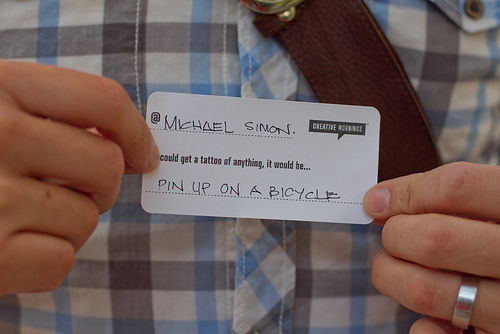 @ MICHAEL SIMON.
CREATIVE MORNINGS
could get a tattoo of anything, it would be...
PIN UP ON A BICYCLE